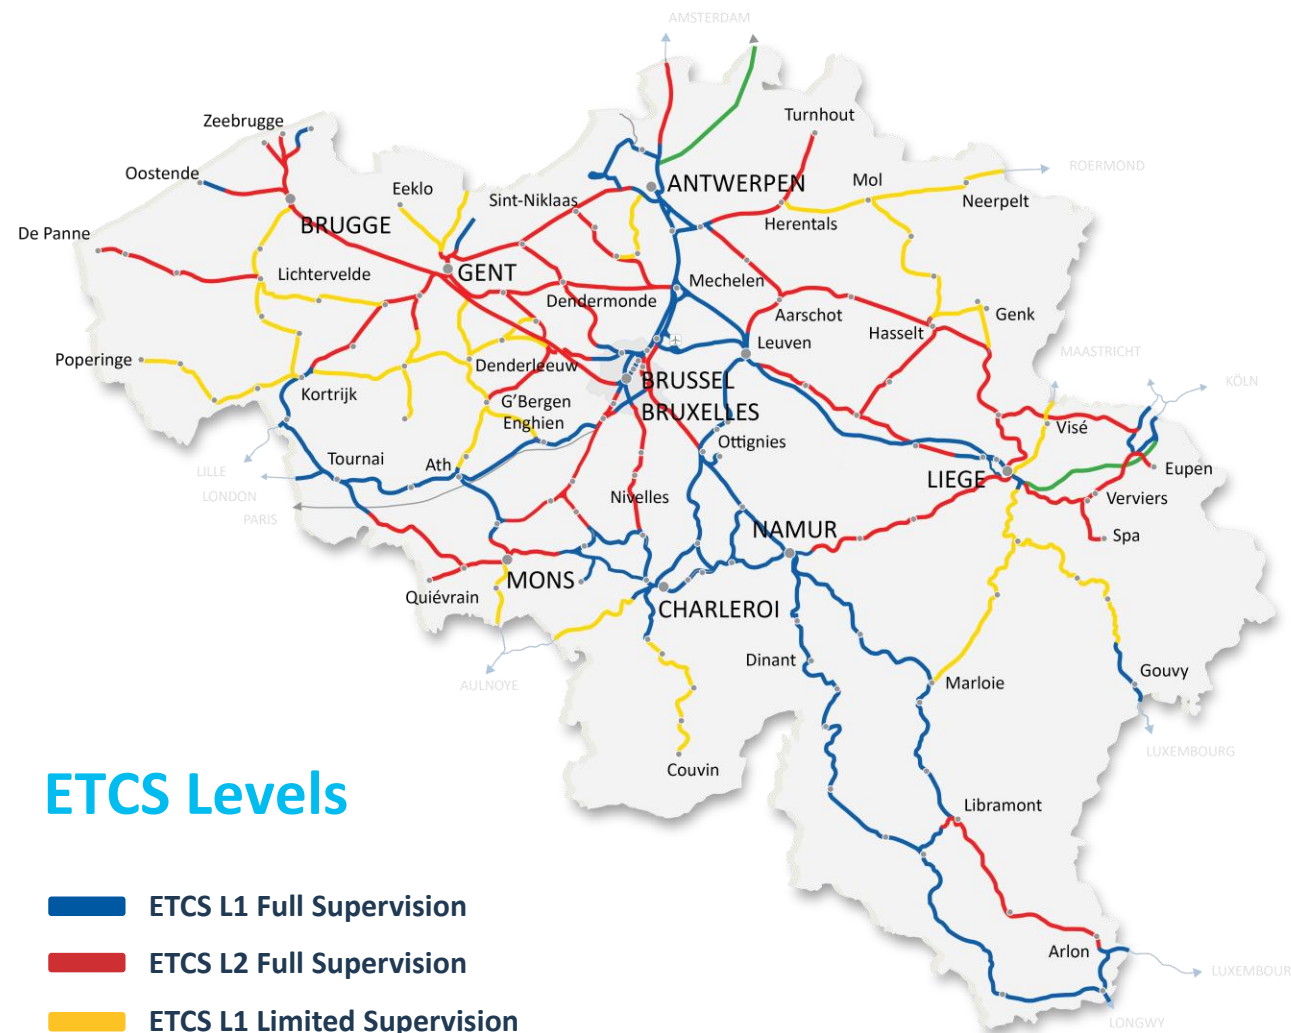 AMSTERDAM
Turnhout
Zeebrugge
ROERMOND
Oostende
Eeklo
ANTWERPEN
Mol
Sint-Niklaas
Neerpelt
De Panne
BRUGGE
Herentals
Lichtervelde
GENT
Mechelen
Dendermonde
Aarschot
Genk
Hasselt
Leuven
MAASTRICHT
Poperinge
Denderleeuw
BRUSSEL
KÖLN
Kortrijk
G'Bergen
BRUXELLES
Enghien
Visé
Ottignies
Tournai
Ath
LILLE
LIEGE
Eupen
LONDON
Nivelles
Verviers
PARIS
NAMUR
Spa
MONS
Quiévrain
CHARLEROI
Dinant
Gouvy
AULNOYE
Marloie
LUXEMBOURG
Couvin
ETCS Levels
Libramont
ETCS L1 Full Supervision
Arlon
ETCS L2 Full Supervision
LUXEMBOUR
ETCS L1 Limited Supervision
LONGWY